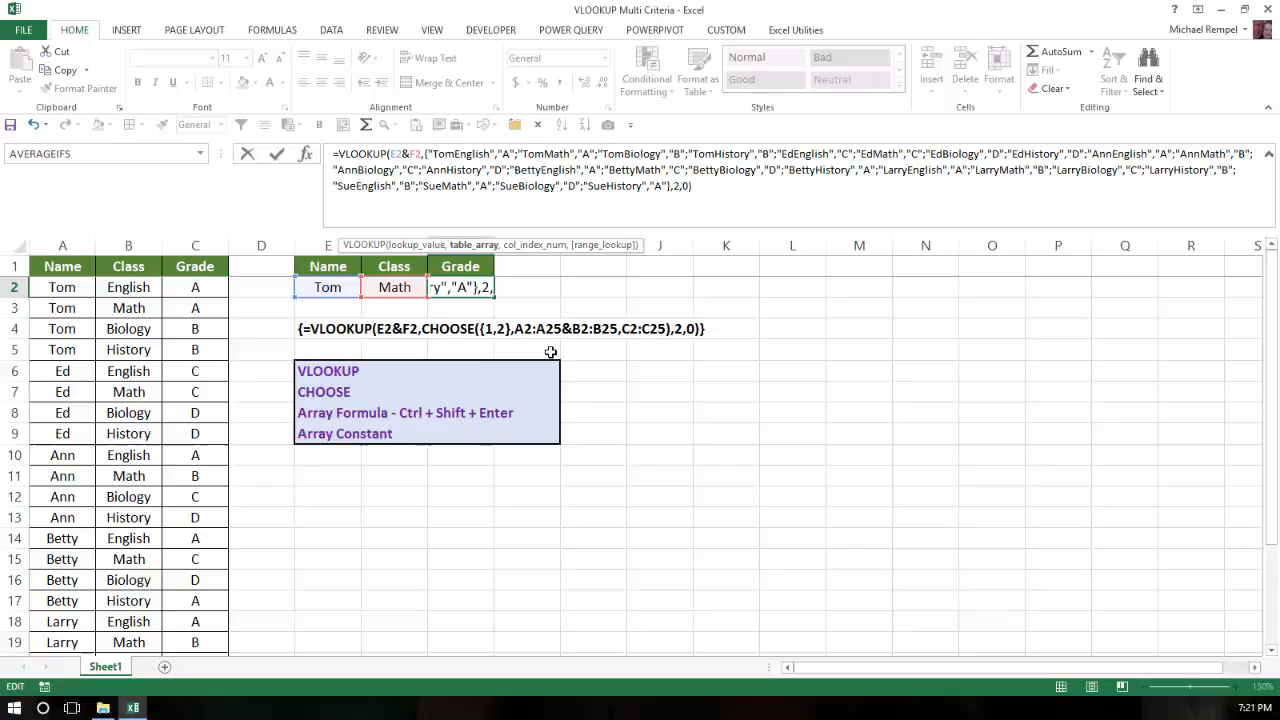 VLOOKUP Multi Criteria - Excel
FILE HOME INSERT PAGE LAYOUT FORMULAS DATA REVIEW VIEW DEVELOPER POWER QUERY POWERPIVOT CUSTOM Excel Utilities Michael Rempel
Paste
Cut
Copy
Format Painter
11
B I U
Wrap Text
Merge & Center
General
Conditional Formatting
Format as Table
Normal Bad
Good Neutral
Insert Delete Format
AutoSum
Fill
Clear
Sort & Filter
Find & Select
Clipboard Font Alignment Number Styles Cells Editing
General
AVERAGEIFS
=VLOOKUP(E2&F2,{"TomEnglish","A";"TomMath","A";"TomBiology","B";"TomHistory","B";"EdEnglish","C";"EdMath","C";"EdBiology","D";"EdHistory","D";"AnnEnglish","A";"AnnMath","B";
"AnnBiology","C";"AnnHistory","D";"BettyEnglish","A";"BettyMath","C";"BettyBiology","D";"BettyHistory","A";"LarryEnglish","A";"LarryMath","B";"LarryBiology","C";"LarryHistory","B";
"SueEnglish","B";"SueMath","A";"SueBiology","D";"SueHistory","A"},2,0)
VLOOKUP(lookup_value, table_array, col_index_num, [range_lookup])
A B C D E J K L M N O P Q R S
1 Name Class Grade Name Class Grade
2 Tom English A Tom Math ry","A"},2,
3 Tom Math A
4 Tom Biology B {=VLOOKUP(E2&F2,CHOOSE({1,2},A2:A25&B2:B25,C2:C25),2,0)}
5 Tom History B
6 Ed English C VLOOKUP
7 Ed Math C CHOOSE
8 Ed Biology D Array Formula - Ctrl + Shift + Enter
9 Ed History D Array Constant
10 Ann English A
11 Ann Math B
12 Ann Biology C
13 Ann History D
14 Betty English A
15 Betty Math C
16 Betty Biology D
17 Betty History A
18 Larry English A
19 Larry Math B
Sheet1
EDIT 130%
7:21 PM